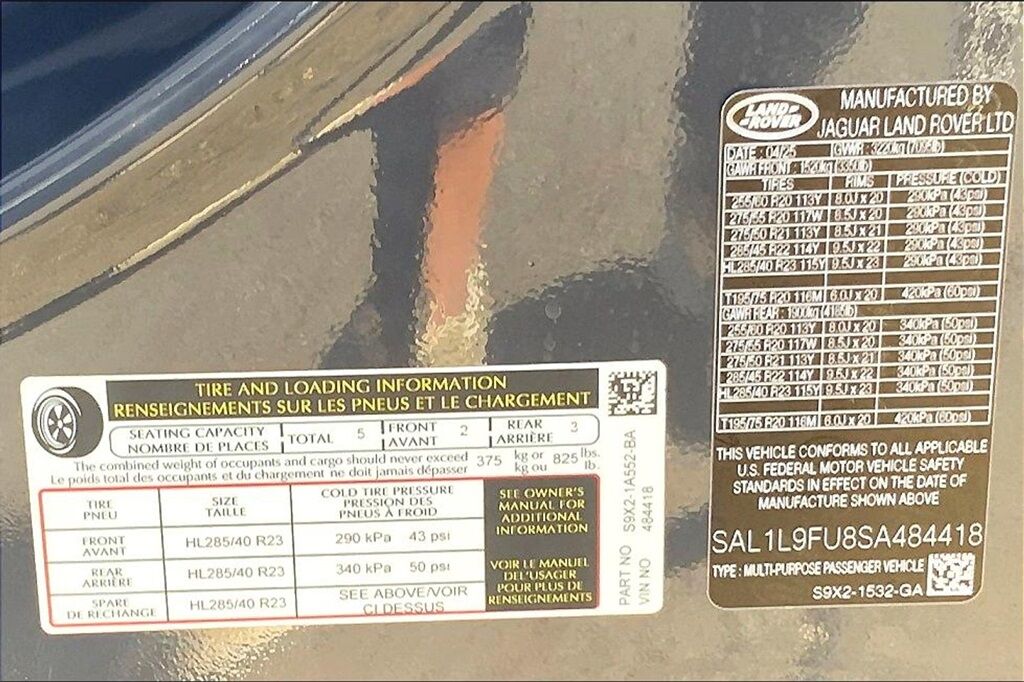 TIRE AND LOADING INFORMATION
RENSEIGNEMENTS SUR LES PNEUS ET LE CHARGEMENT
SEATING CAPACITY
NOMBRE DE PLACES
TOTAL 5
FRONT
AVANT 2
REAR
ARRIÈRE 3
The combined weight of occupants and cargo should never exceed 375 kg or 825 lbs.
Le poids total des occupants et du chargement ne doit jamais dépasser kg ou lb.
TIRE
PNEU
SIZE
TAILLE
COLD TIRE PRESSURE
PRESSION DES
PNEUS À FROID
FRONT
AVANT
HL285/40 R23 290 kPa 43 psi
REAR
ARRIÈRE
HL285/40 R23 340 kPa 50 psi
SPARE
DE RECHANGE
HL285/40 R23
SEE ABOVE/VOIR
CI DESSUS
SEE OWNER'S
MANUAL FOR
ADDITIONAL
INFORMATION
VOIR LE MANUEL
DEL'USAGER
POUR PLUS DE
RENSEIGNEMENTS
PART NO S9X2-1A552-BA
VIN NO 484418
LAND-
-ROVER
MANUFACTURED BY
JAGUAR LAND ROVER LTD
DATE : 04/25 GWWR : 3220kg (7095lb)
GAWR FRONT : 1520kg (3350lb)
TIRES RIMS PRESSURE (COLD)
255/60 R20 113Y 8.0J x 20 290kPa (43psi)
275/55 R20 117W 8.5J x 20 290kPa (43psi)
275/50 R21 113Y 8.5J x 21 290kPa (43psi)
285/45 R22 114Y 9.5J x 22 290kPa (43psi)
HL285/40 R23 115Y 9.5J x 23 290kPa (43psi)
T195/75 R20 116M 6.0J x 20 420kPa (60psi)
GAWR REAR : 1900kg (4185lb)
255/60 R20 113Y 8.0J x 20 340kPa (50psi)
275/55 R20 117W 8.5J x 20 340kPa (50psi)
275/50 R21 113Y 8.5J x 21 340kPa (50psi)
285/45 R22 114Y 9.5J x 22 340kPa (50psi)
HL285/40 R23 115Y 9.5J x 23 340kPa (50psi)
T195/75 R20 116M 6.0J x 20 420kPa (60psi)
THIS VEHICLE CONFORMS TO ALL APPLICABLE
U.S. FEDERAL MOTOR VEHICLE SAFETY
STANDARDS IN EFFECT ON THE DATE OF
MANUFACTURE SHOWN ABOVE
SAL1L9FU8SA484418
TYPE : MULTI-PURPOSE PASSENGER VEHICLE
S9X2-1532-GA